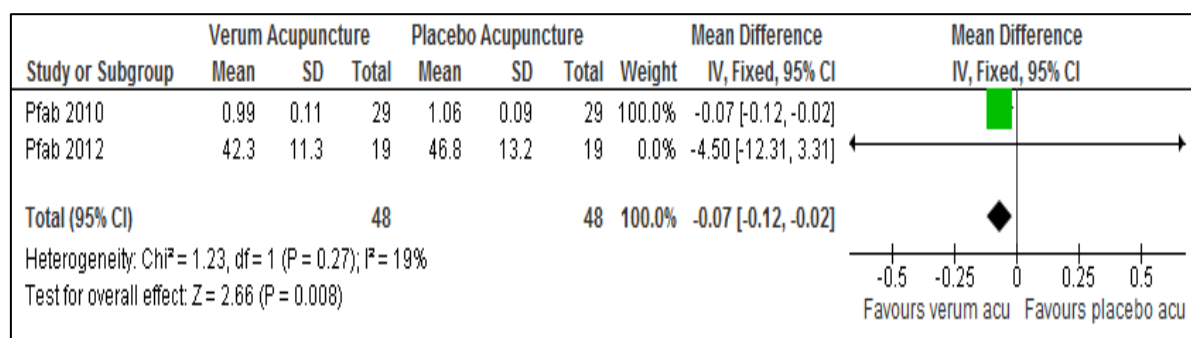 Verum Acupuncture Placebo Acupuncture Mean Difference Mean Difference
Study or Subgroup Mean SD Total Mean SD Total Weight IV, Fixed, 95% CI IV, Fixed, 95% CI
Pfab 2010 0.99 0.11 29 1.06 0.09 29 100.0% -0.07 [-0.12, -0.02]
Pfab 2012 42.3 11.3 19 46.8 13.2 19 0.0% -4.50 [-12.31, 3.31]
Total (95% CI) 48 48 100.0% -0.07 [-0.12, -0.02]
Heterogeneity: Chi² = 1.23, df = 1 (P = 0.27); I² = 19%
Test for overall effect: Z = 2.66 (P = 0.008)
-0.5 -0.25 0 0.25 0.5
Favours verum acu Favours placebo acu